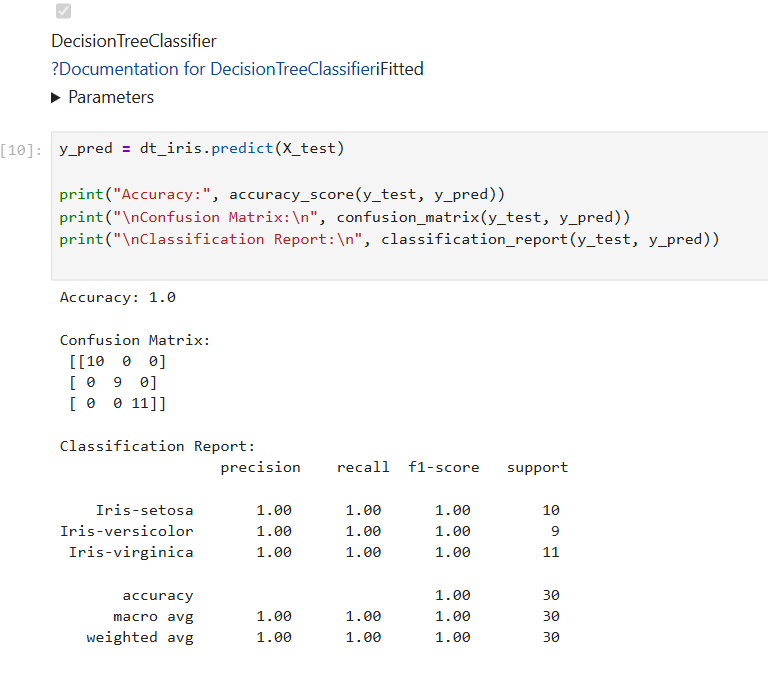 DecisionTreeClassifier
?Documentation for DecisionTreeClassifieriFitted
▶ Parameters
[10]: y_pred = dt_iris.predict(X_test)
print("Accuracy:", accuracy_score(y_test, y_pred))
print("\nConfusion Matrix:\n", confusion_matrix(y_test, y_pred))
print("\nClassification Report:\n", classification_report(y_test, y_pred))
Accuracy: 1.0
Confusion Matrix:
[[10 0 0]
[ 0 9 0]
[ 0 0 11]]
Classification Report:
precision recall f1-score support
Iris-setosa 1.00 1.00 1.00 10
Iris-versicolor 1.00 1.00 1.00 9
Iris-virginica 1.00 1.00 1.00 11
accuracy 1.00 30
macro avg 1.00 1.00 1.00 30
weighted avg 1.00 1.00 1.00 30